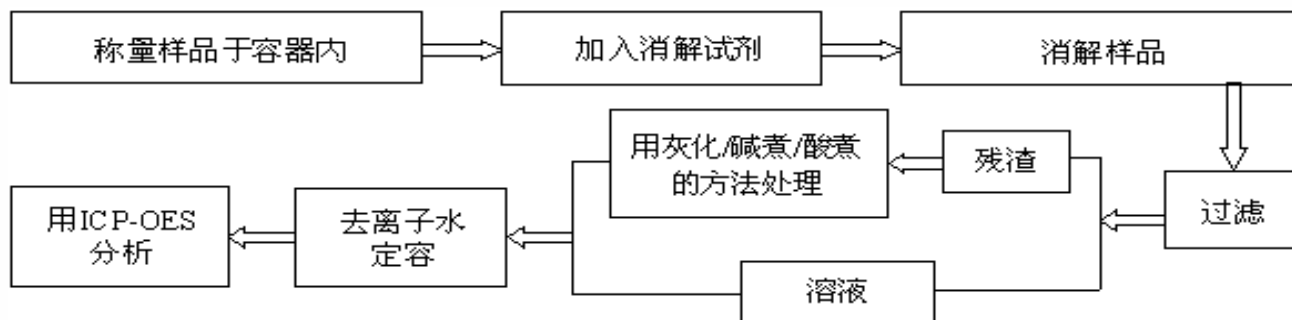 称量样品于容器内
加入消解试剂
消解样品
过滤
残渣
用灰化/碱煮/酸煮
的方法处理
溶液
去离子水
定容
用ICP-OES
分析